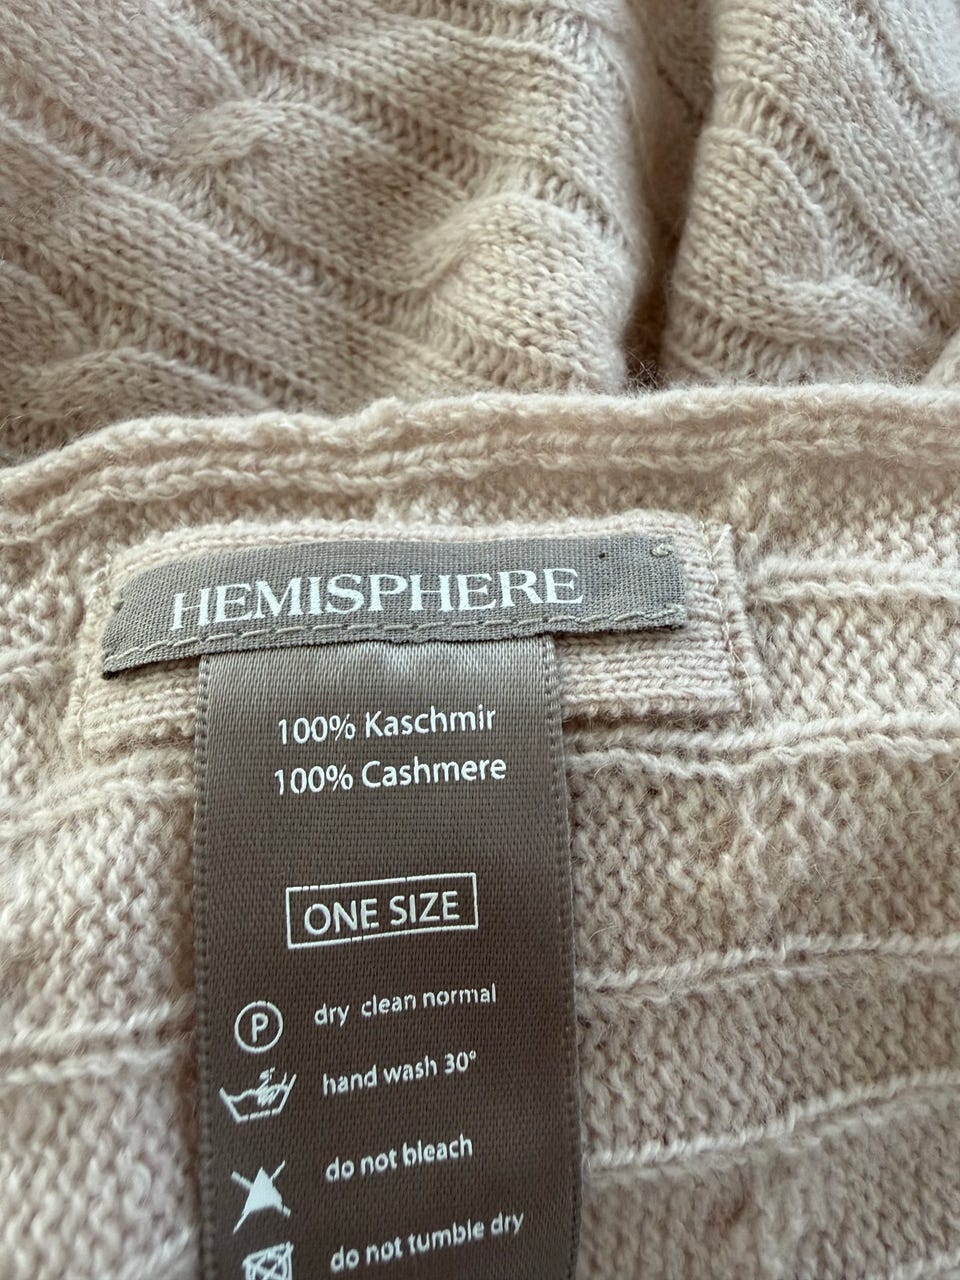 HEMISPHERE
100% Kaschmir
100% Cashmere
ONE SIZE
P dry clean normal
hand wash 30°
do not bleach
do not tumble dry